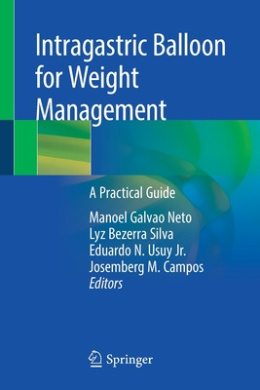 Intragastric Balloon
for Weight
Management
A Practical Guide
Manoel Galvao Neto
Lyz Bezerra Silva
Eduardo N. Usuy Jr.
Josemberg M. Campos
Editors
Springer